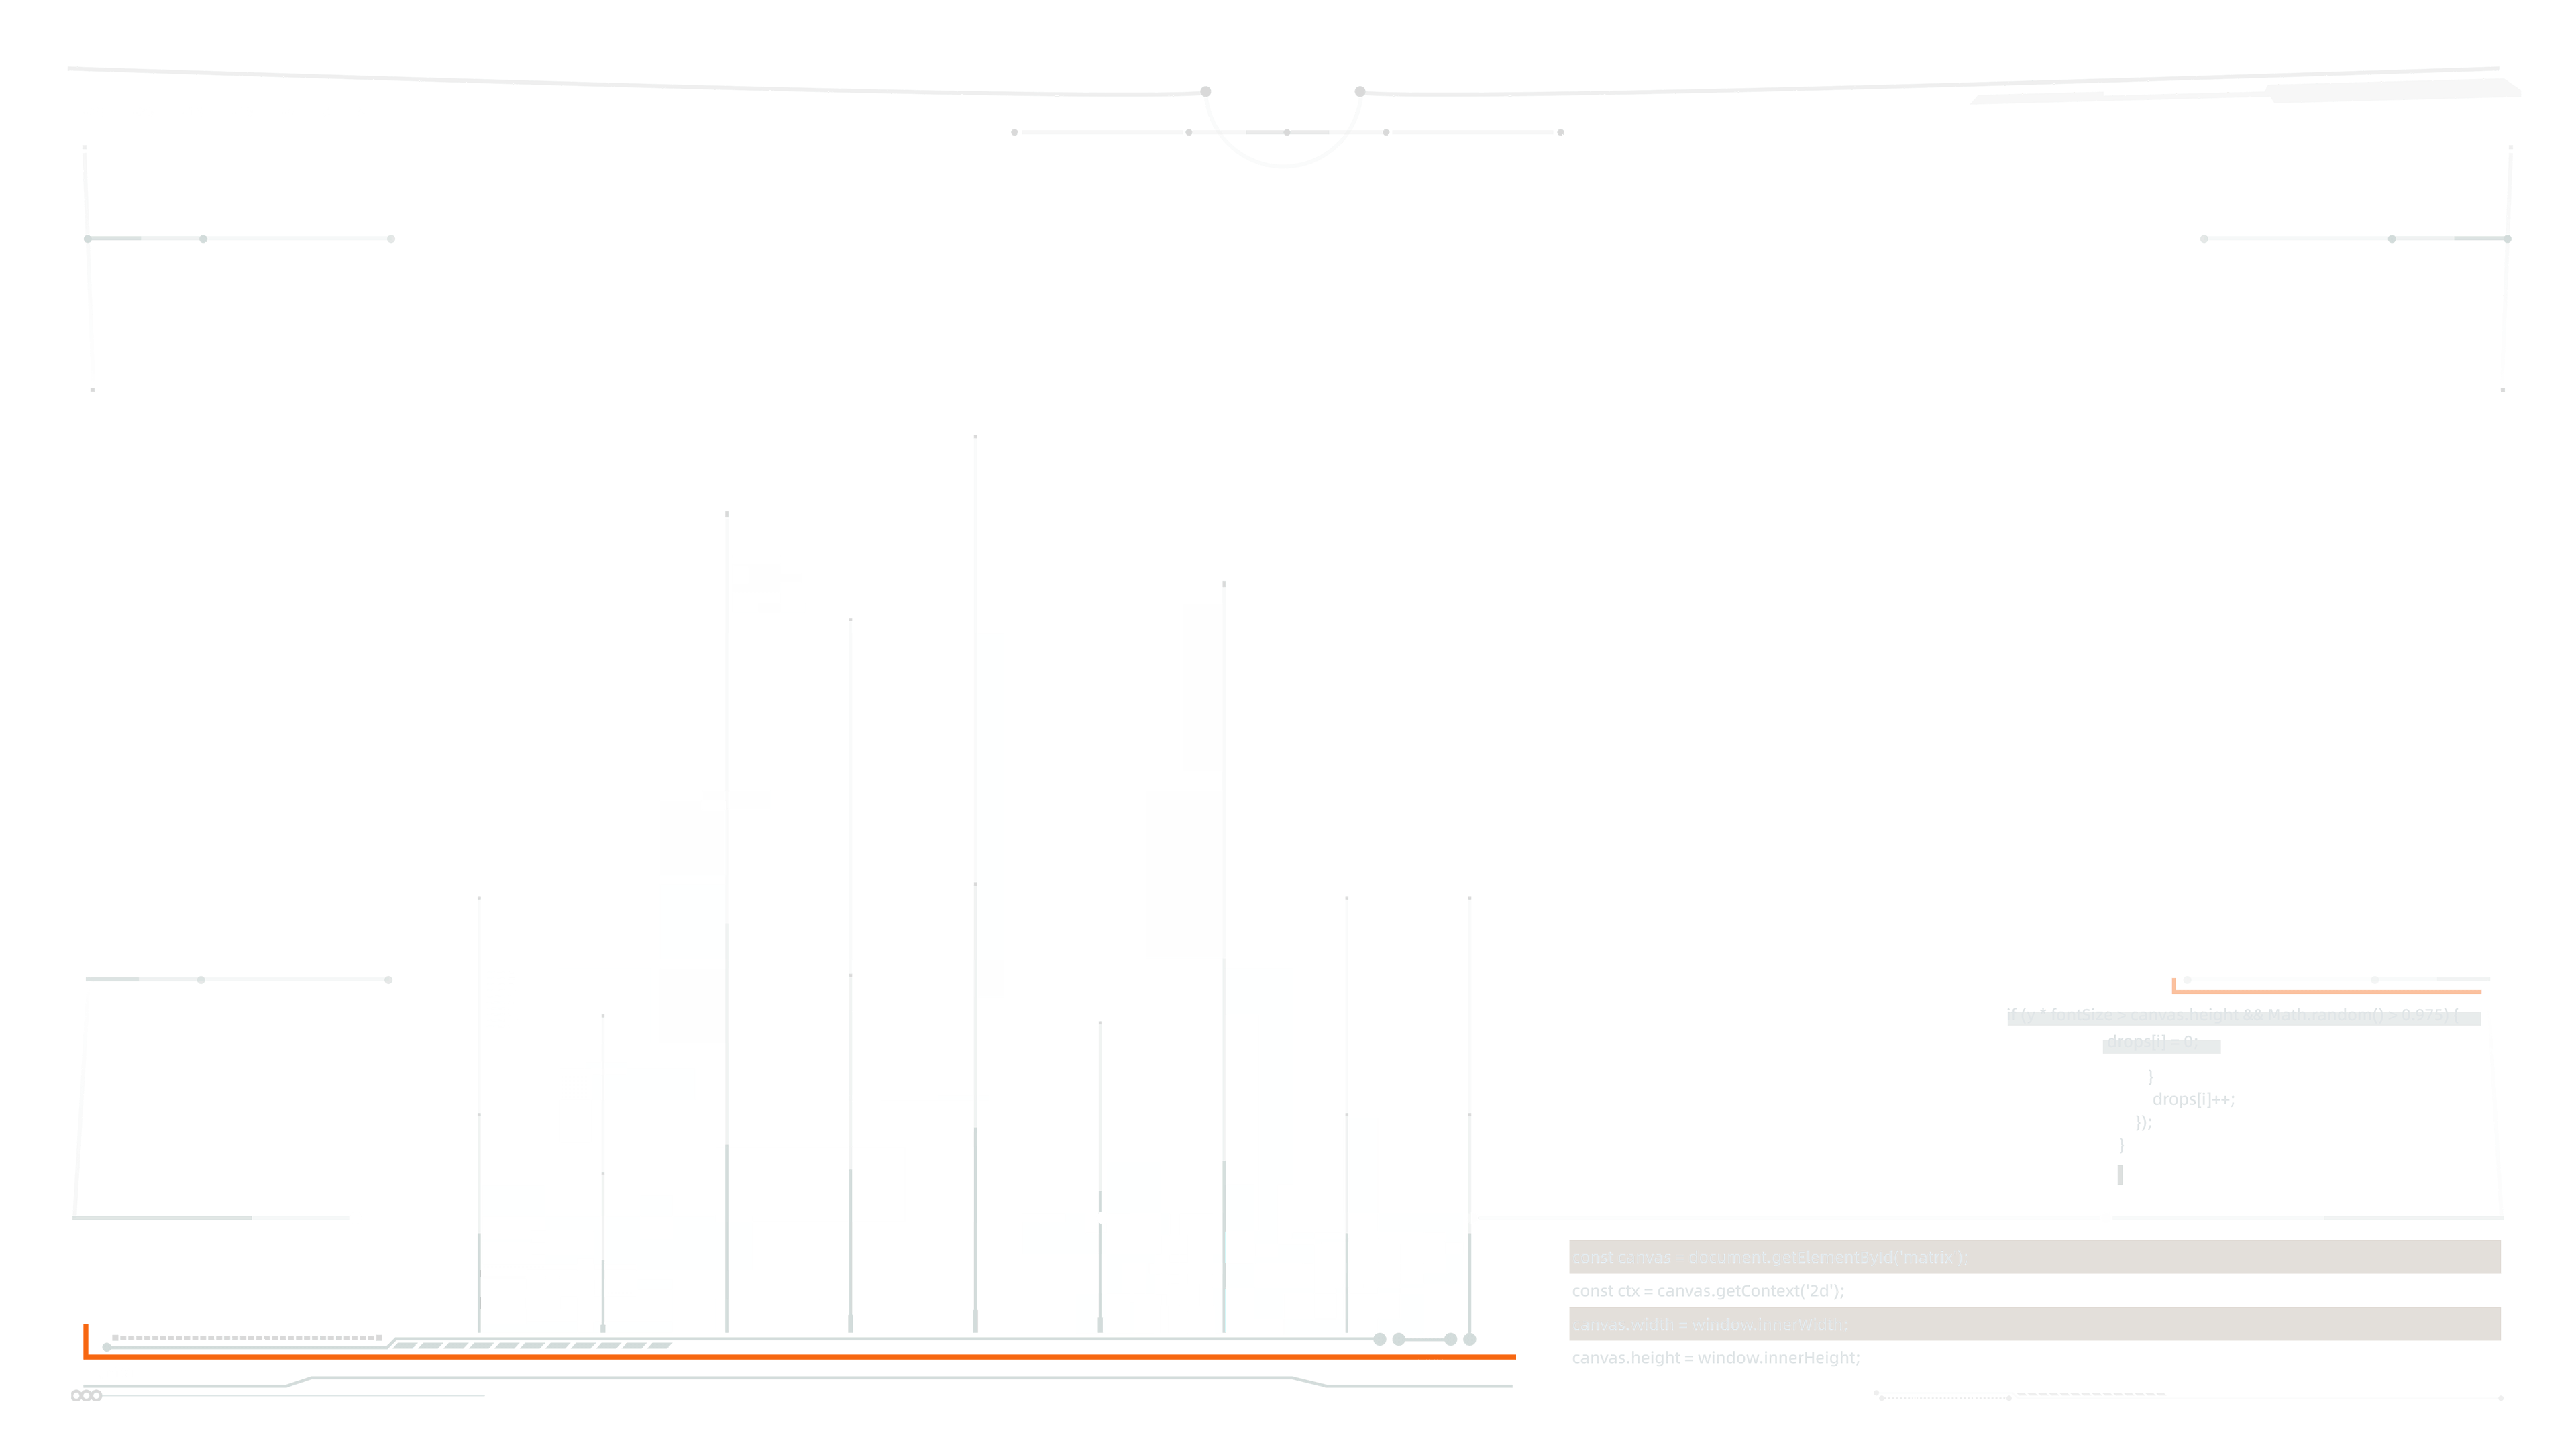 if (y * fontSize > canvas.height && Math.random() > 0.975) {
drops[i] = 0;
}
drops[i]++;
});
}
const canvas = document.getElementById('matrix');
const ctx = canvas.getContext('2d');
canvas.width = window.innerWidth;
canvas.height = window.innerHeight;